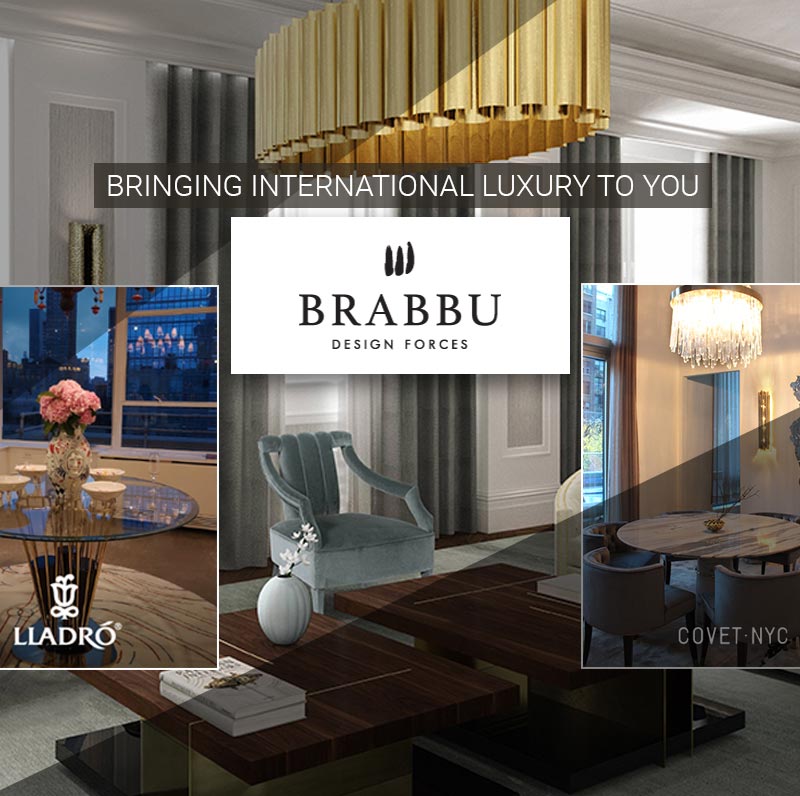 BRINGING INTERNATIONAL LUXURY TO YOU
BRABBU
DESIGN FORCES
LLADRÓ®
COVET·NYC